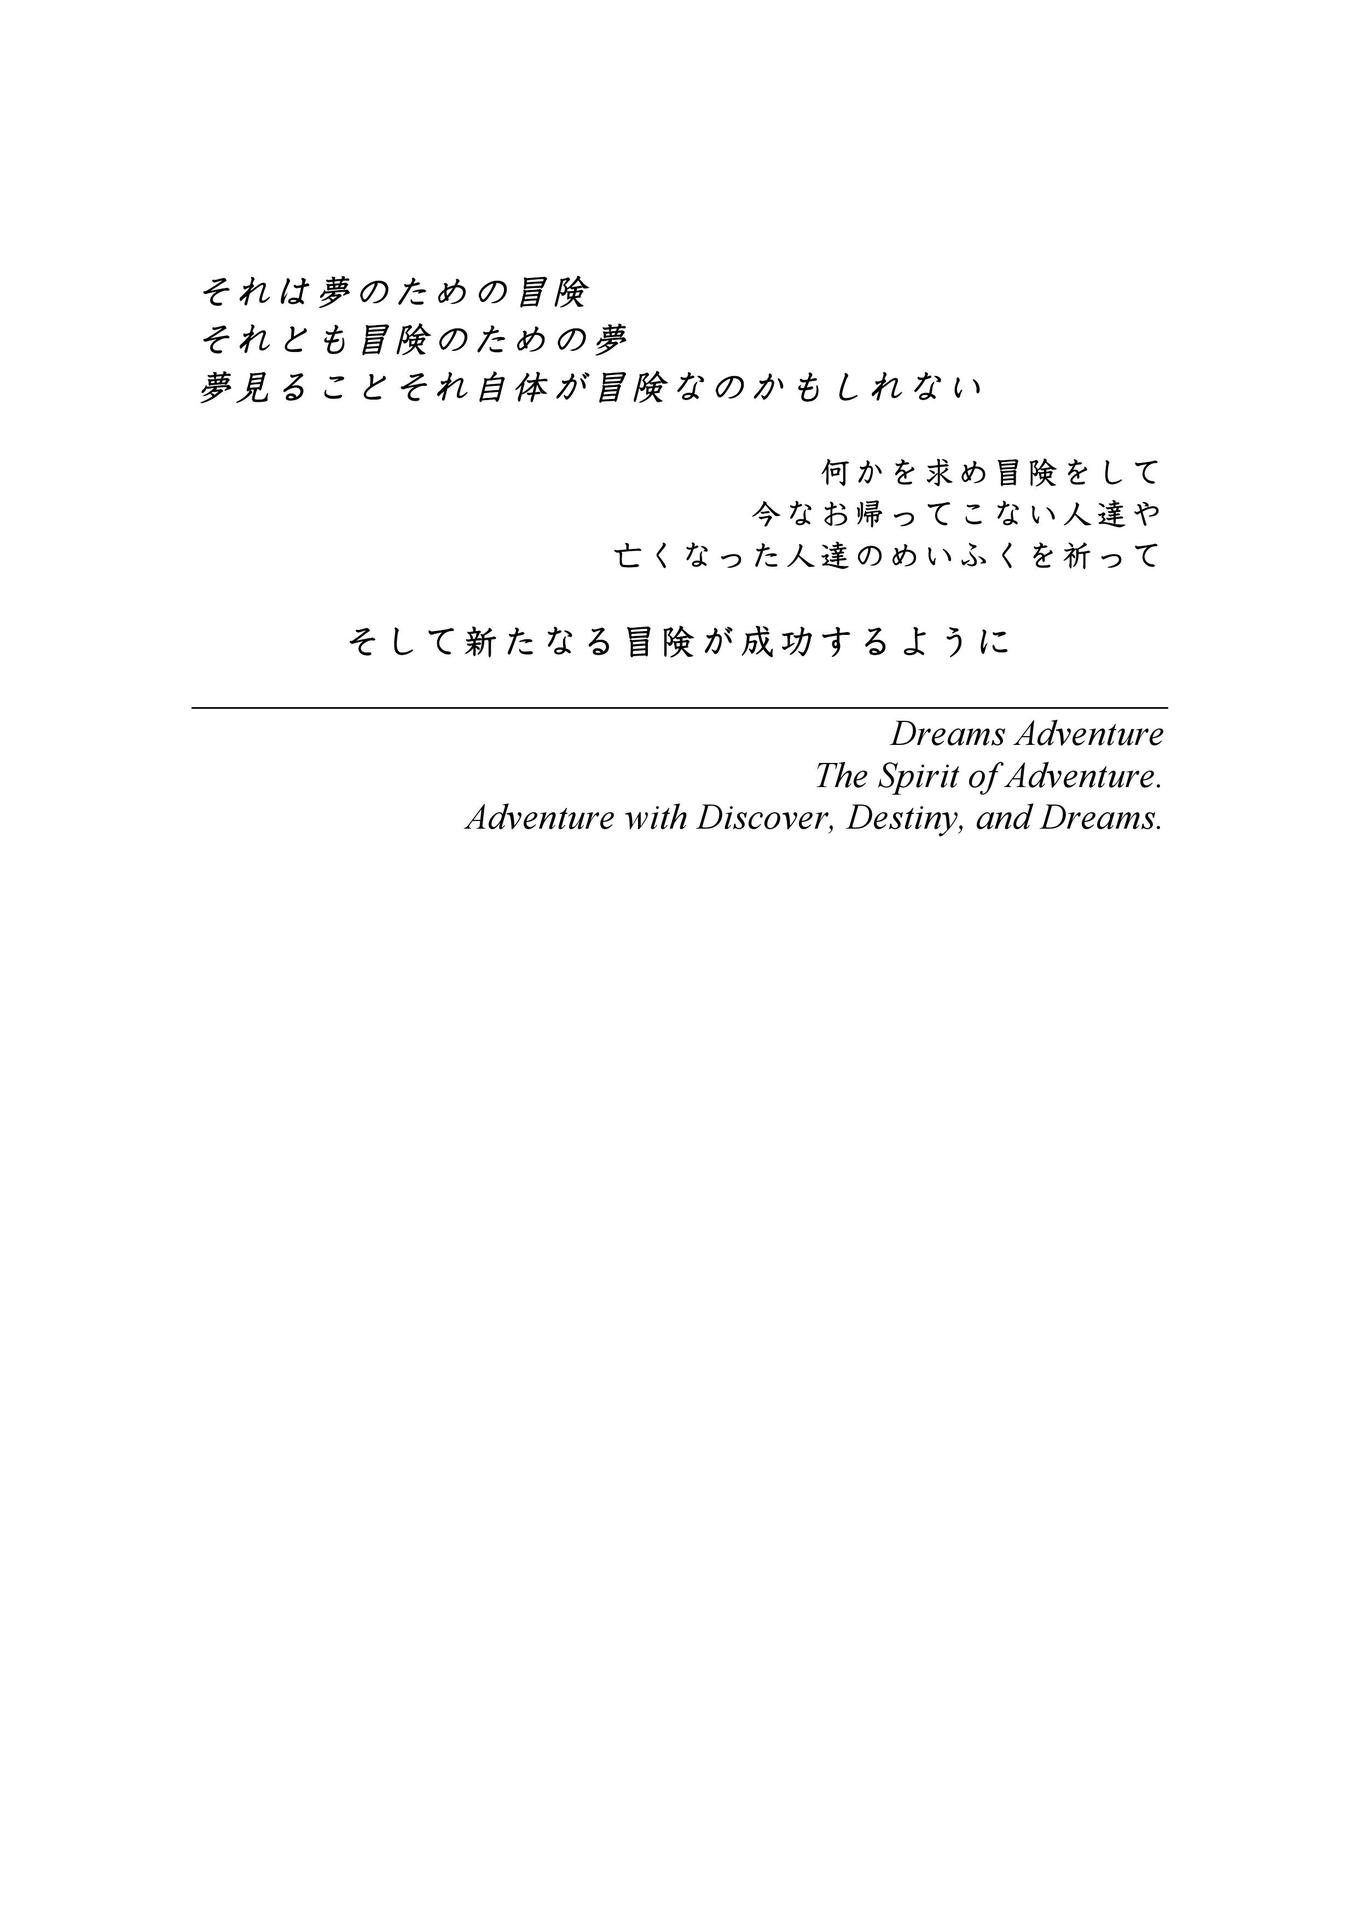 それは夢のための冒険
それとも冒険のための夢
夢見ることそれ自体が冒険なのかもしれない
何かを求め冒険をして
今なお帰ってこない人達や
亡くなった人達のめいふくを祈って
そして新たなる冒険が成功するように
Dreams Adventure
The Spirit of Adventure.
Adventure with Discover, Destiny, and Dreams.